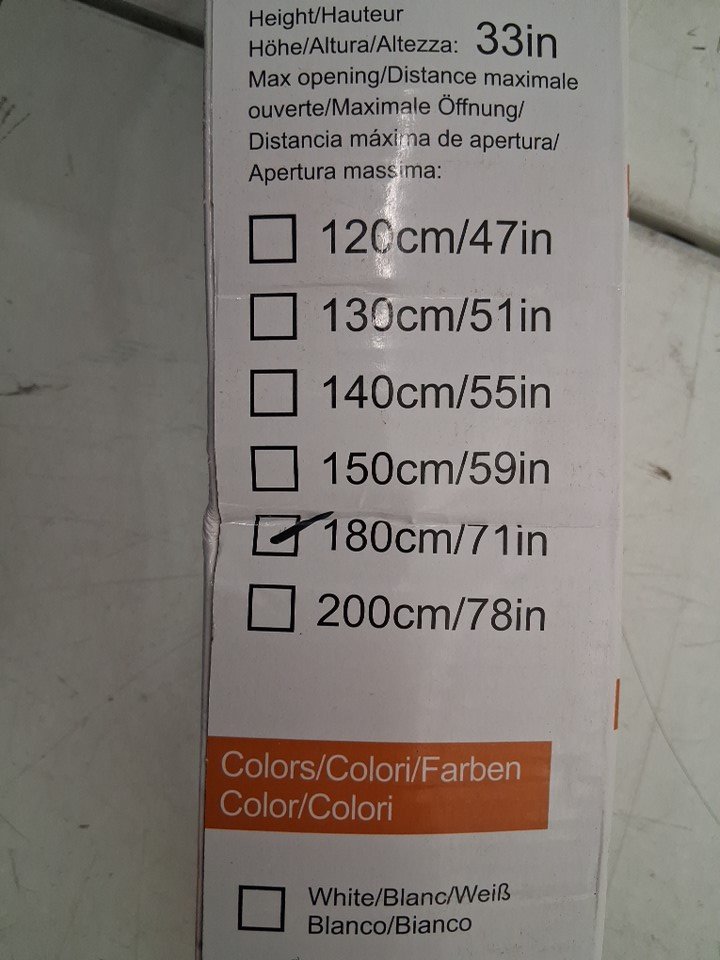 Height/Hauteur
Höhe/Altura/Altezza: 33in
Max opening/Distance maximale
ouverte/Maximale Öffnung/
Distancia máxima de apertura/
Apertura massima:
120cm/47in
130cm/51in
140cm/55in
150cm/59in
180cm/71in
200cm/78in
Colors/Colori/Farben
Color/Colori
White/Blanc/Weiß
Blanco/Bianco